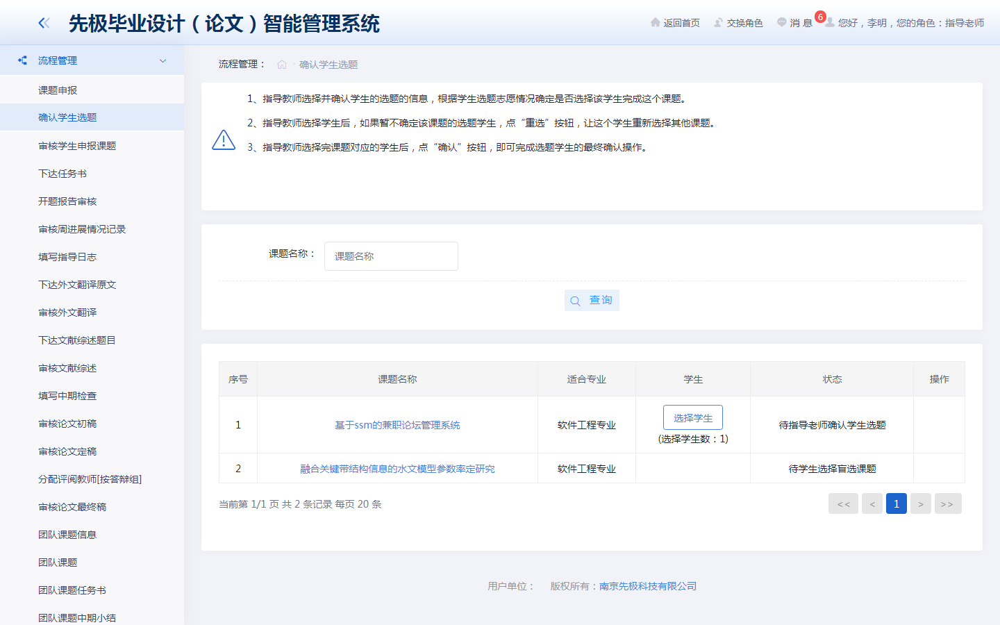 先极毕业设计（论文）智能管理系统
返回首页 交换角色 消 息 6 您好，李明，您的角色：指导老师
流程管理
课题申报
确认学生选题
审核学生申报课题
下达任务书
开题报告审核
审核周进展情况记录
填写指导日志
下达外文翻译原文
审核外文翻译
下达文献综述题目
审核文献综述
填写中期检查
审核论文初稿
审核论文定稿
分配评阅教师[按答辩组]
审核论文最终稿
团队课题信息
团队课题
团队课题任务书
团队课题中期小结
流程管理： 确认学生选题
1、指导教师选择并确认学生的选题的信息，根据学生选题志愿情况确定是否选择该学生完成这个课题。
2、指导教师选择学生后，如果暂不确定该课题的选题学生，点“重选”按钮，让这个学生重新选择其他课题。
3、指导教师选择完课题对应的学生后，点“确认”按钮，即可完成选题学生的最终确认操作。
课题名称： 课题名称
查询
序号 课题名称 适合专业 学生 状态 操作
1 基于ssm的兼职论坛管理系统 软件工程专业 选择学生 (选择学生数：1) 待指导老师确认学生选题
2 融合关键带结构信息的水文模型参数率定研究 软件工程专业 待学生选择盲选课题
当前第 1/1 页 共 2 条记录 每页 20 条 << < 1 > >>
用户单位： 版权所有：南京先极科技有限公司